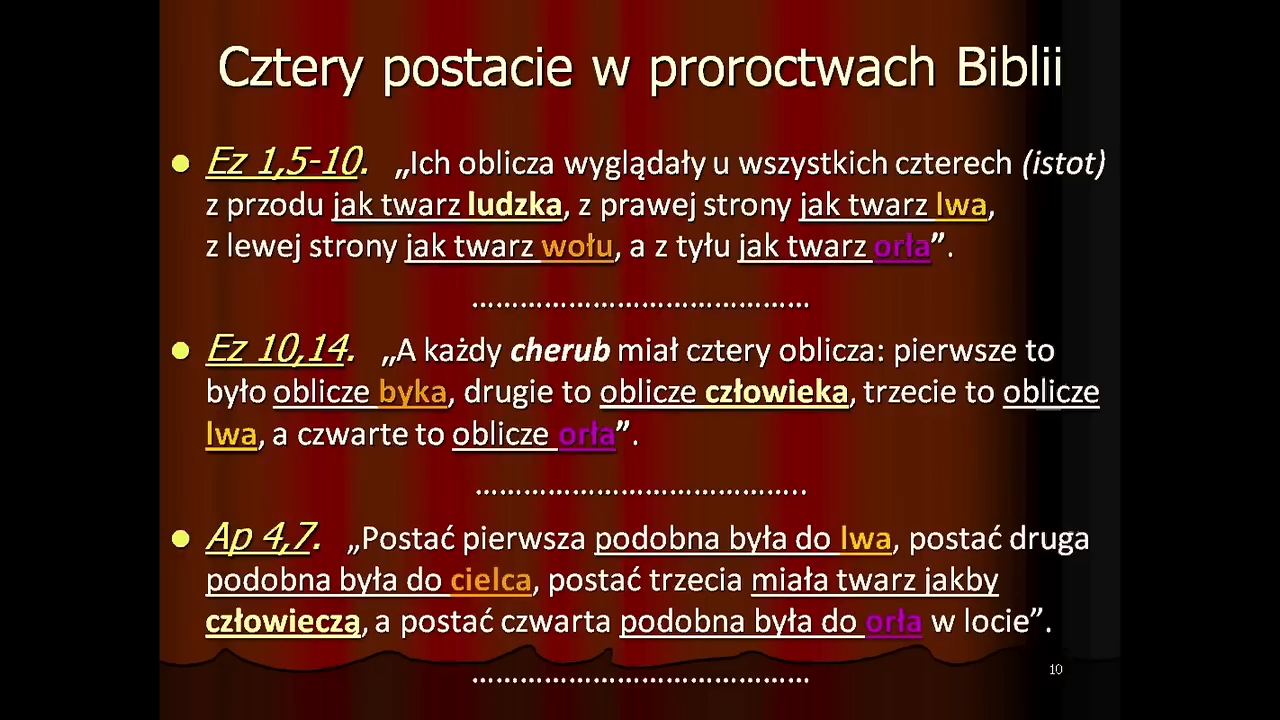 Cztery postacie w proroctwach Biblii
● Ez 1,5-10. „Ich oblicza wyglądały u wszystkich czterech (istot)
z przodu jak twarz ludzka, z prawej strony jak twarz lwa,
z lewej strony jak twarz wołu, a z tyłu jak twarz orła”.
……………………………………
● Ez 10,14. „A każdy cherub miał cztery oblicza: pierwsze to
było oblicze byka, drugie to oblicze człowieka, trzecie to oblicze
lwa, a czwarte to oblicze orła”.
…………………………………..
● Ap 4,7. „Postać pierwsza podobna była do lwa, postać druga
podobna była do cielca, postać trzecia miała twarz jakby
człowieczą, a postać czwarta podobna była do orła w locie”.
……………………………………
10